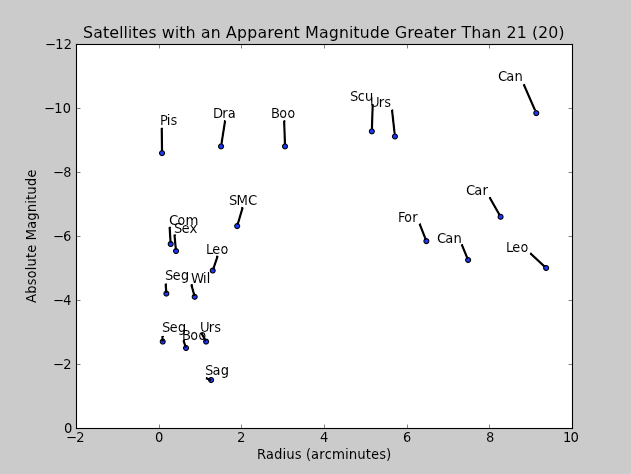 Satellites with an Apparent Magnitude Greater Than 21 (20)
−12
Can
Scu
Urs
−10
Pis
Dra
Boo
−8
Car
SMC
Com
For
Sex
−6
Can
Leo
Leo
Seg
Wil
−4
Seg
Urs
Boo
−2
Sag
0
−2
0
2
4
6
8
10
Absolute Magnitude
Radius (arcminutes)